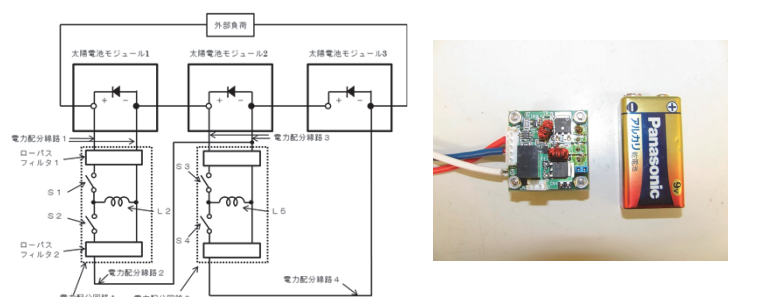 外部負荷
太陽電池モジュール1
太陽電池モジュール2
太陽電池モジュール3
+ −
+ −
+ −
電力配分線路1
電力配分線路3
ローパス
フィルタ1
S1
L2
S2
S3
L5
S4
ローパス
フィルタ2
電力配分線路2
電力配分線路4
Panasonic
アルカリ乾電池
9V